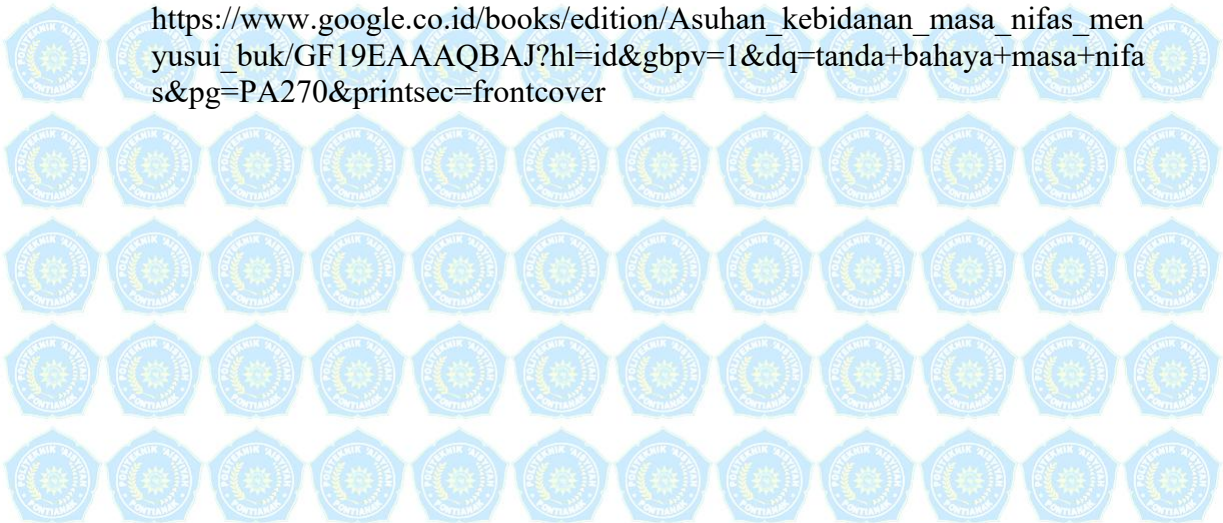 https://www.google.co.id/books/edition/Asuhan_kebidanan_masa_nifas_men
yusui_buk/GF19EAAAQBAJ?hl=id&gbpv=1&dq=tanda+bahaya+masa+nifa
s&pg=PA270&printsec=frontcover